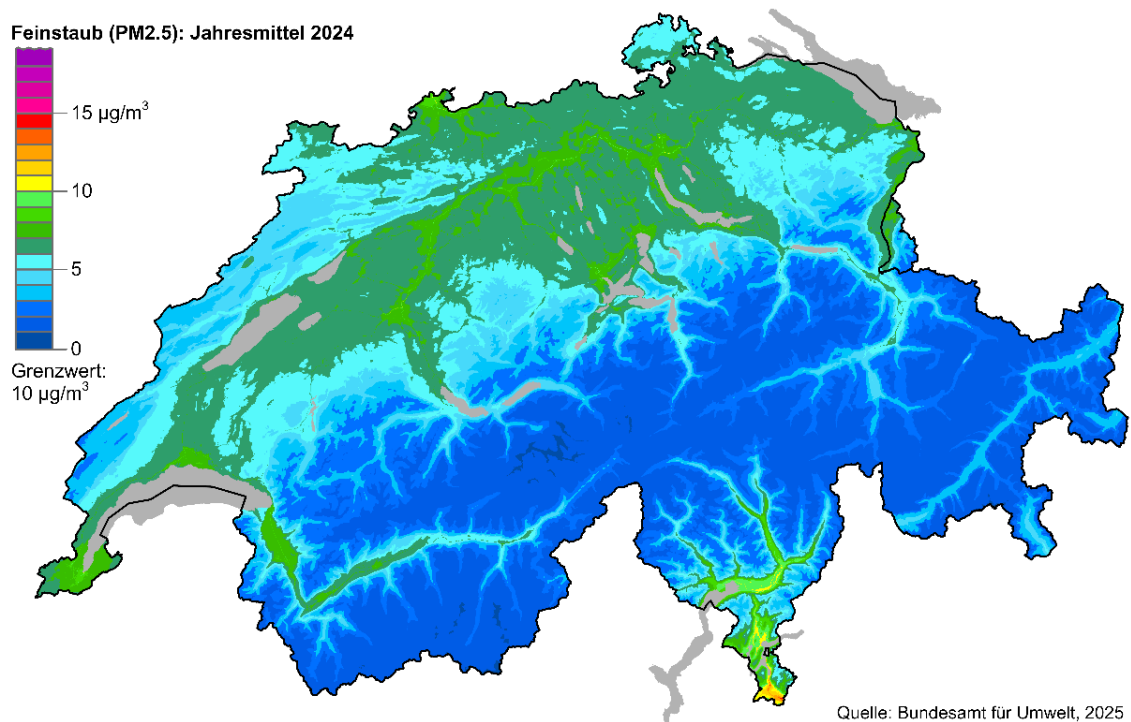 Feinstaub (PM2.5): Jahresmittel 2024
15 µg/m³
10
5
0
Grenzwert:
10 µg/m³
Quelle: Bundesamt für Umwelt, 2025